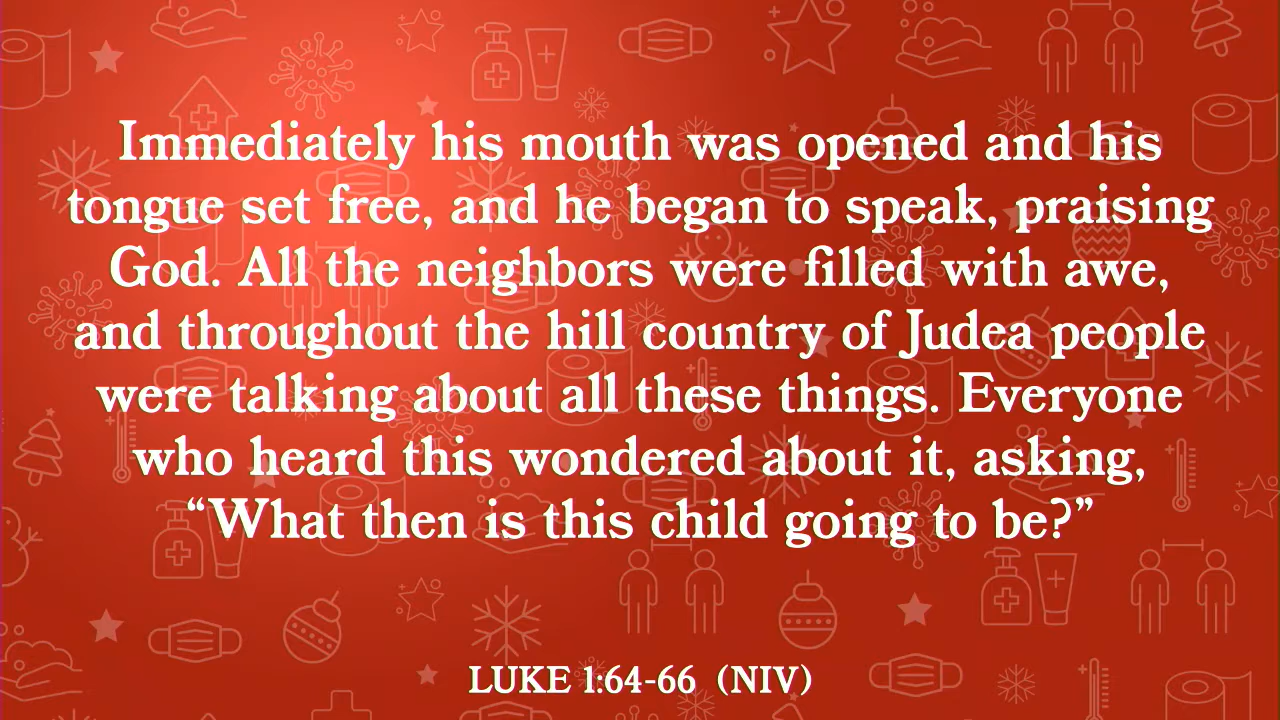 Immediately his mouth was opened and his
tongue set free, and he began to speak, praising
God. All the neighbors were filled with awe,
and throughout the hill country of Judea people
were talking about all these things. Everyone
who heard this wondered about it, asking,
“What then is this child going to be?”
LUKE 1:64-66 (NIV)